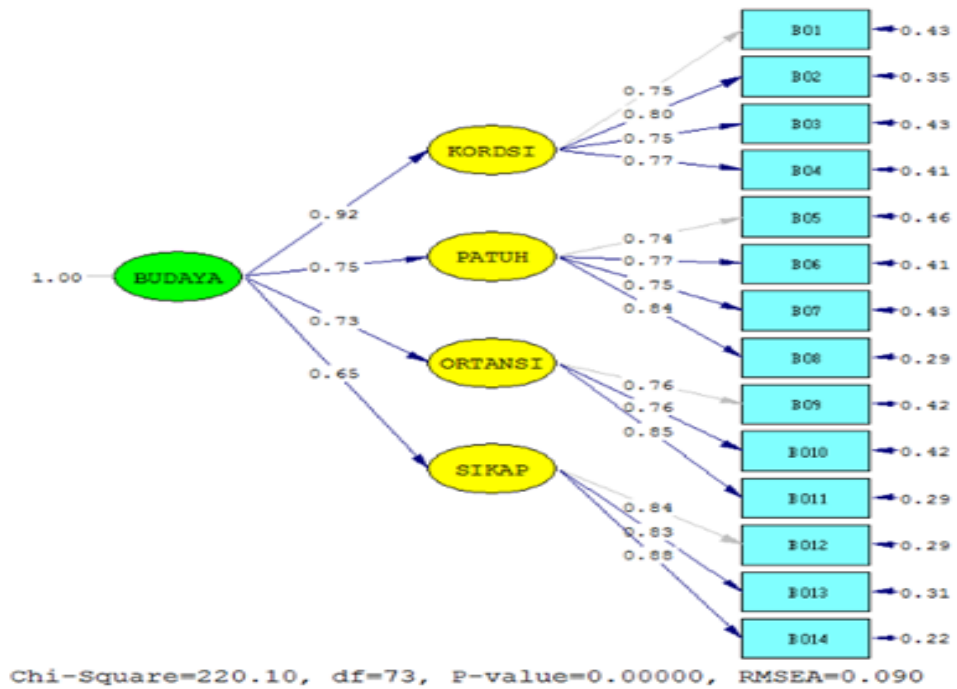 BO1
0.43
BO2
0.35
0.75
0.80
BO3
0.43
0.75
KORDSI
0.77
BO4
0.41
0.92
BO5
0.46
0.74
PATUH
0.77
BO6
0.41
0.75
0.75
1.00
BUDAYA
0.84
BO7
0.43
0.73
BO8
0.29
ORTANSI
0.65
0.76
0.76
BO9
0.42
0.85
BO10
0.42
SIKAP
BO11
0.29
0.84
0.83
0.88
BO12
0.29
BO13
0.31
BO14
0.22
Chi-Square=220.10, df=73, P-value=0.00000, RMSEA=0.090